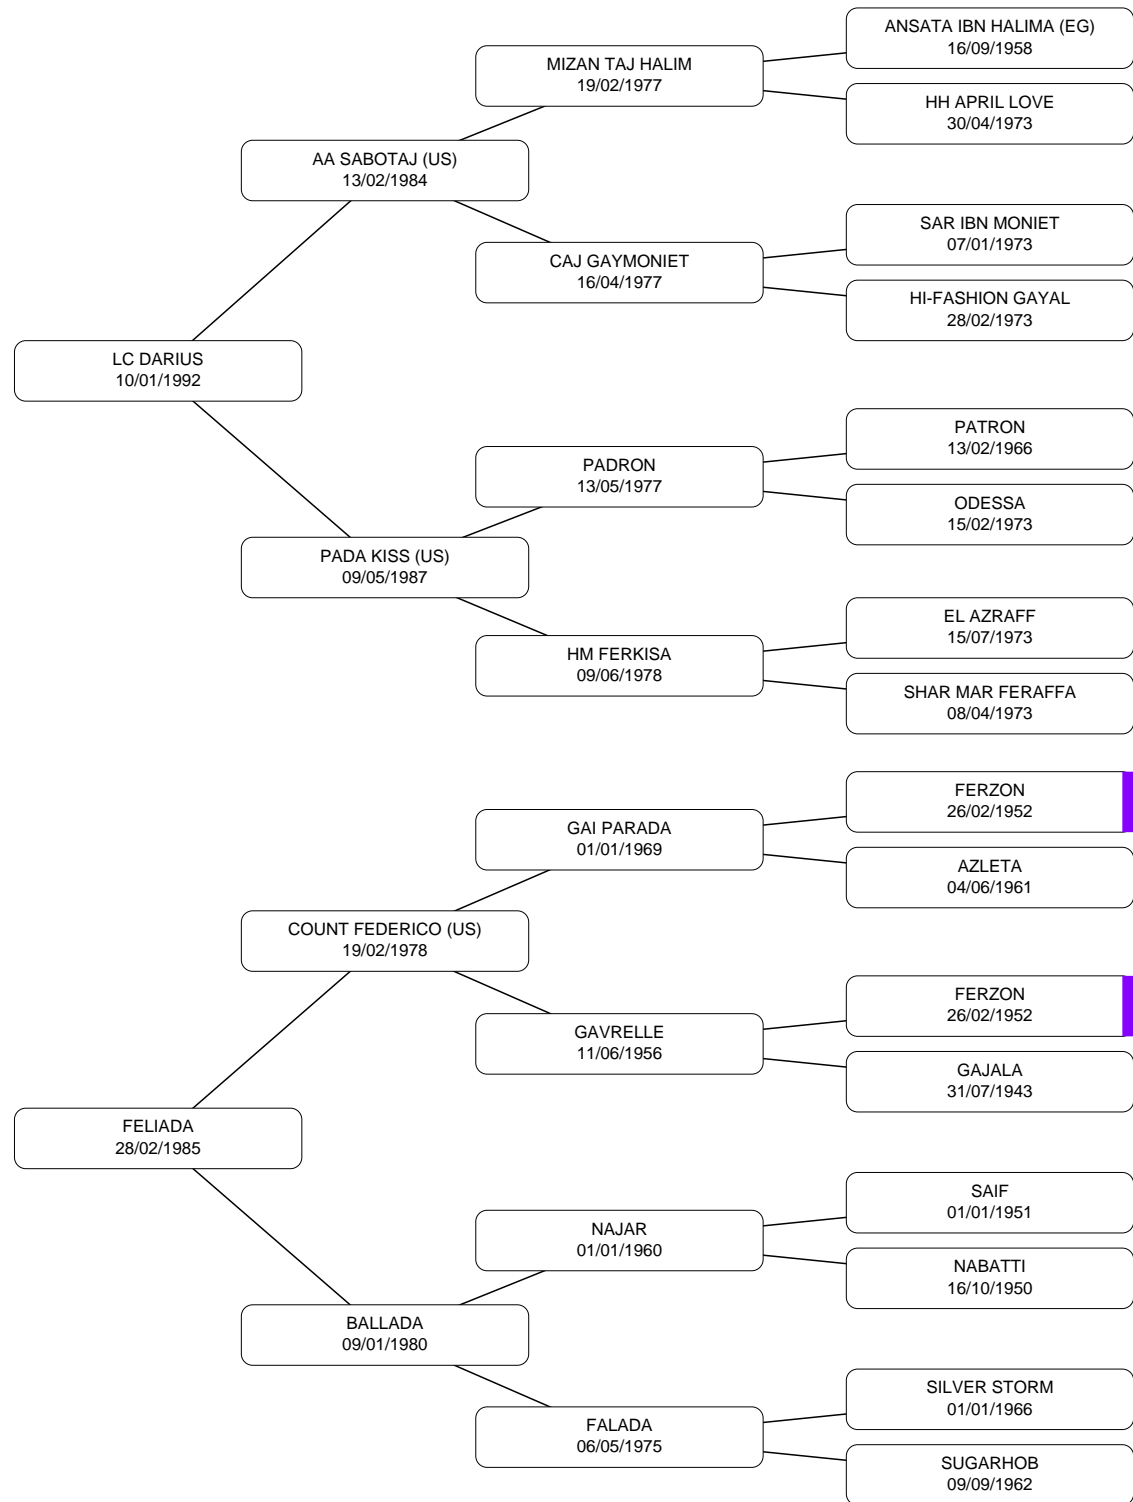 ANSATA IBN HALIMA (EG)
16/09/1958
MIZAN TAJ HALIM
19/02/1977
HH APRIL LOVE
30/04/1973
AA SABOTAJ (US)
13/02/1984
SAR IBN MONIET
07/01/1973
CAJ GAYMONIET
16/04/1977
HI-FASHION GAYAL
28/02/1973
LC DARIUS
10/01/1992
PATRON
13/02/1966
PADRON
13/05/1977
ODESSA
15/02/1973
PADA KISS (US)
09/05/1987
EL AZRAFF
15/07/1973
HM FERKISA
09/06/1978
SHAR MAR FERAFFA
08/04/1973
FERZON
26/02/1952
GAI PARADA
01/01/1969
AZLETA
04/06/1961
COUNT FEDERICO (US)
19/02/1978
FERZON
26/02/1952
GAVRELLE
11/06/1956
GAJALA
31/07/1943
FELIADA
28/02/1985
SAIF
01/01/1951
NAJAR
01/01/1960
NABATTI
16/10/1950
BALLADA
09/01/1980
SILVER STORM
01/01/1966
FALADA
06/05/1975
SUGARHOB
09/09/1962